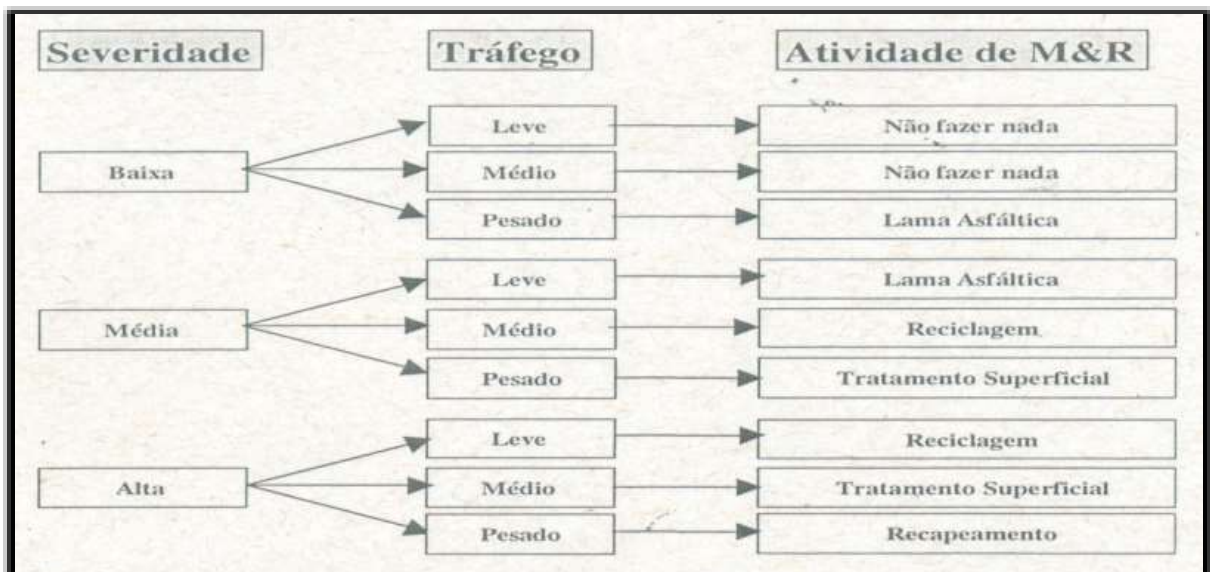 Severidade Tráfego Atividade de M&R
Leve Não fazer nada
Baixa Médio Não fazer nada
Pesado Lama Asfáltica
Leve Lama Asfáltica
Média Médio Reciclagem
Pesado Tratamento Superficial
Leve Reciclagem
Alta Médio Tratamento Superficial
Pesado Recapeamento